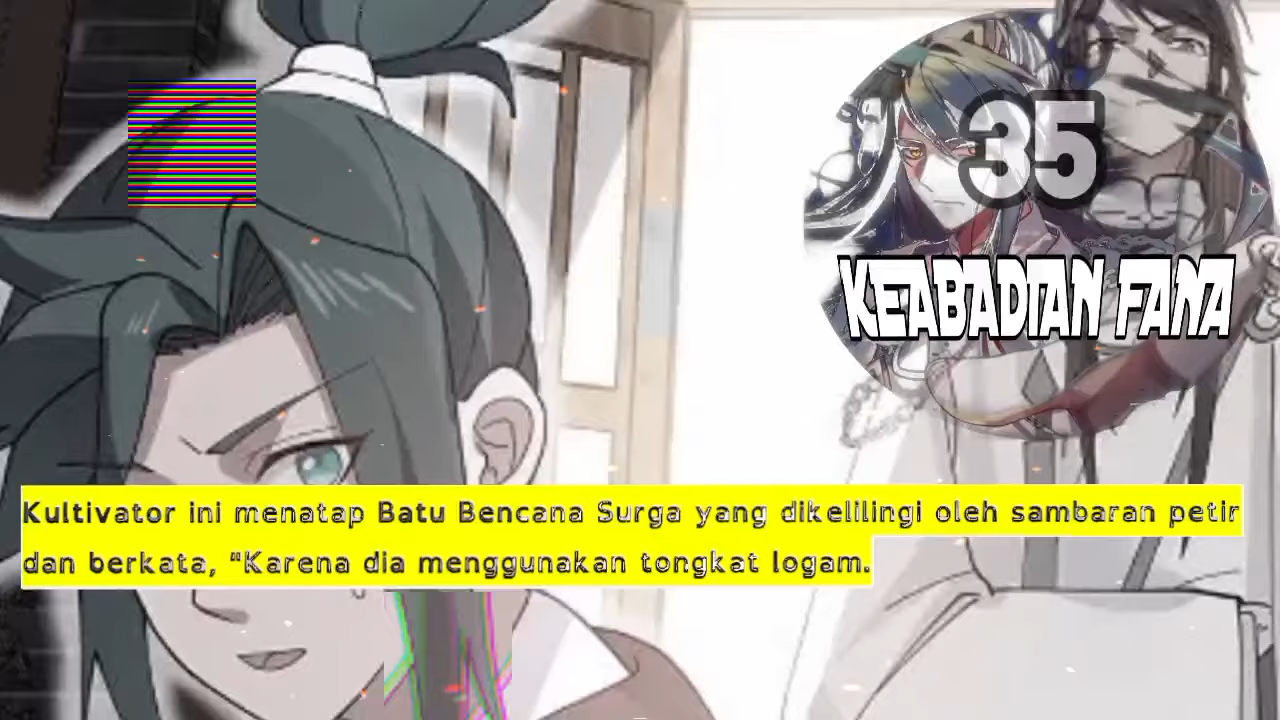 35
KEABADIAN FANA
Kultivator ini menatap Batu Bencana Surga yang dikelilingi oleh sambaran petir
dan berkata, "Karena dia menggunakan tongkat logam.